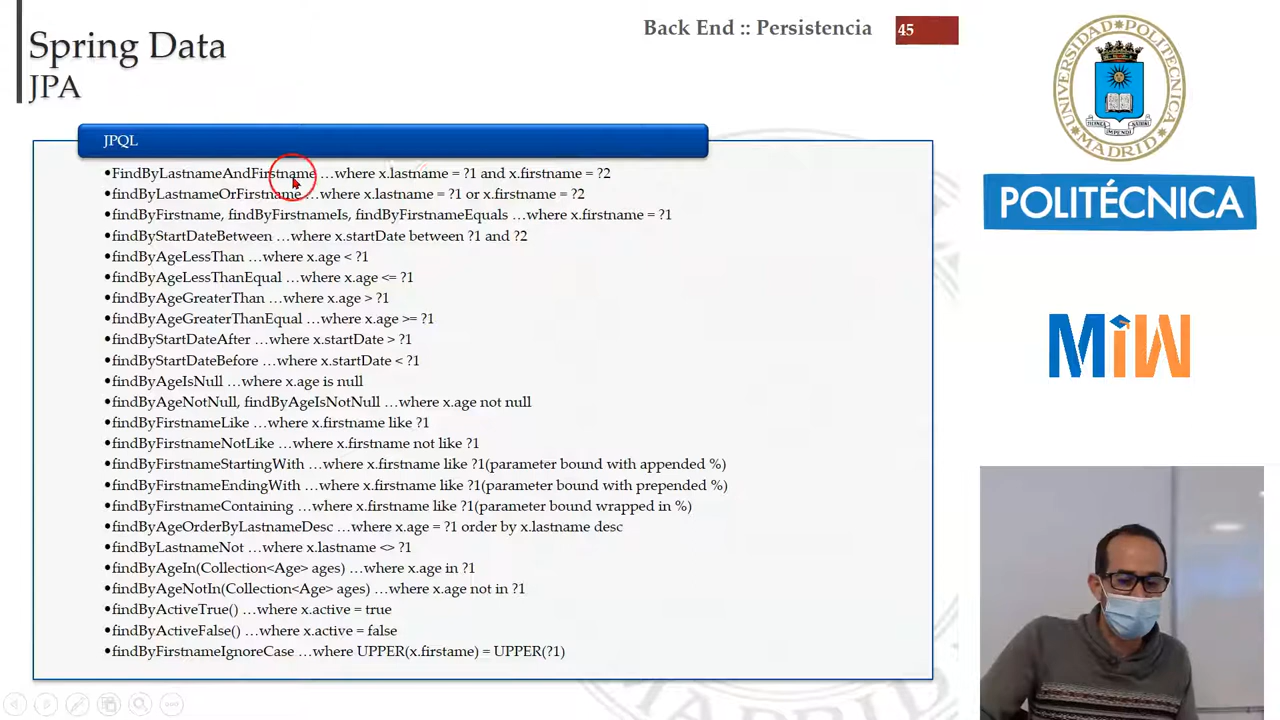 Back End :: Persistencia
45
Spring Data
JPA
JPQL
•FindByLastnameAndFirstname …where x.lastname = ?1 and x.firstname = ?2
•findByLastnameOrFirstname …where x.lastname = ?1 or x.firstname = ?2
•findByFirstname, findByFirstnameIs, findByFirstnameEquals …where x.firstname = ?1
•findByStartDateBetween …where x.startDate between ?1 and ?2
•findByAgeLessThan …where x.age < ?1
•findByAgeLessThanEqual …where x.age <= ?1
•findByAgeGreaterThan …where x.age > ?1
•findByAgeGreaterThanEqual …where x.age >= ?1
•findByStartDateAfter …where x.startDate > ?1
•findByStartDateBefore …where x.startDate < ?1
•findByAgeIsNull …where x.age is null
•findByAgeNotNull, findByAgeIsNotNull …where x.age not null
•findByFirstnameLike …where x.firstname like ?1
•findByFirstnameNotLike …where x.firstname not like ?1
•findByFirstnameStartingWith …where x.firstname like ?1(parameter bound with appended %)
•findByFirstnameEndingWith …where x.firstname like ?1(parameter bound with prepended %)
•findByFirstnameContaining …where x.firstname like ?1(parameter bound wrapped in %)
•findByAgeOrderByLastnameDesc …where x.age = ?1 order by x.lastname desc
•findByLastnameNot …where x.lastname <> ?1
•findByAgeIn(Collection<Age> ages) …where x.age in ?1
•findByAgeNotIn(Collection<Age> ages) …where x.age not in ?1
•findByActiveTrue() …where x.active = true
•findByActiveFalse() …where x.active = false
•findByFirstnameIgnoreCase …where UPPER(x.firstame) = UPPER(?1)
UNIVERSIDAD POLITÉCNICA
DE MADRID
POLITÉCNICA
MiW